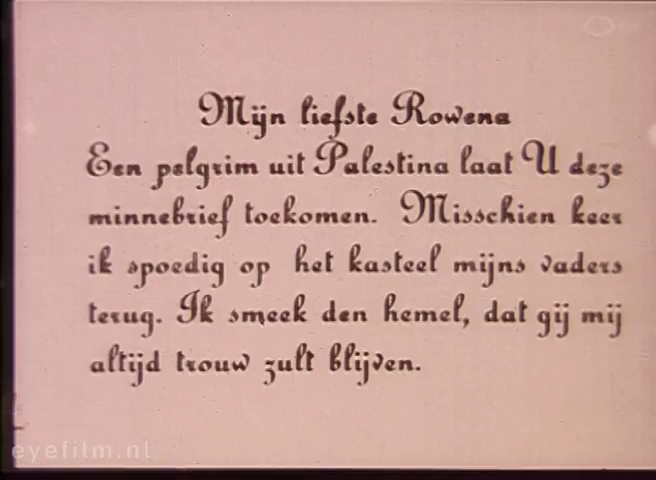 Mijn liefste Rowena
Een pelgrim uit Palestina laat U deze
minnebrief toekomen. Misschien keer
ik spoedig op het kasteel mijns vaders
terug. Ik smeek den hemel, dat gij mij
altijd trouw zult blijven.
eyefilm.nl